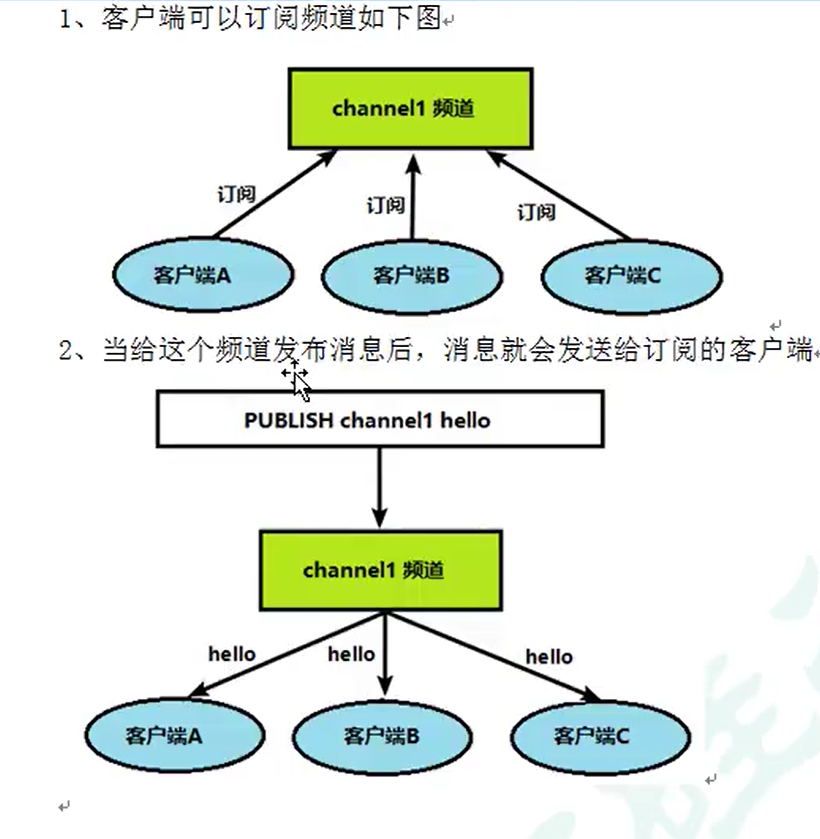 1、客户端可以订阅频道如下图
channel1 频道
订阅
订阅
订阅
客户端A
客户端B
客户端C
2、当给这个频道发布消息后，消息就会发送给订阅的客户端
PUBLISH channel1 hello
channel1 频道
hello
hello
hello
客户端A
客户端B
客户端C